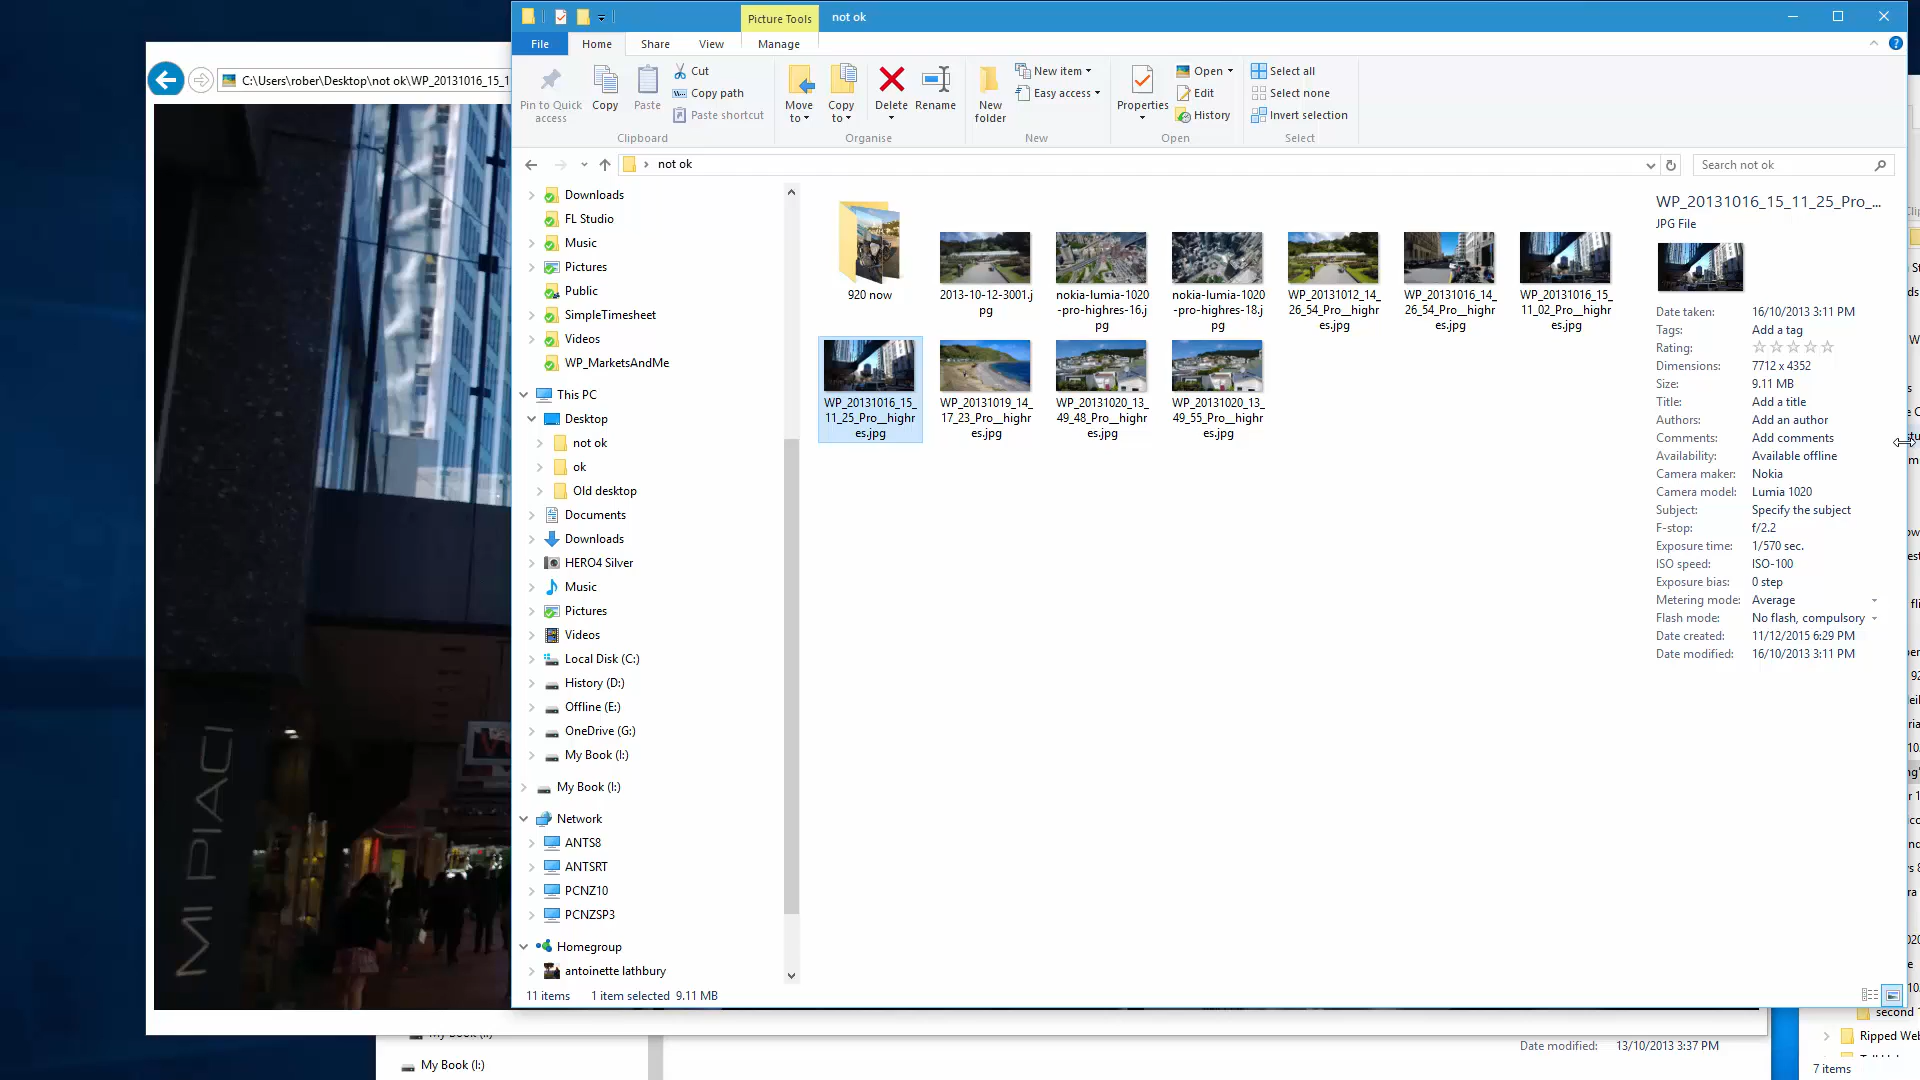 Picture Tools
not ok
File
Home
Share
View
Manage
C:\Users\rober\Desktop\not ok\WP_20131016_15_1
Pin to Quick access
Copy
Paste
Cut
Copy path
Paste shortcut
Clipboard
Move to
Copy to
Delete
Rename
Organise
New folder
New item
Easy access
New
Properties
Open
Edit
History
Open
Select all
Select none
Invert selection
Select
not ok
Search not ok
Downloads
FL Studio
Music
Pictures
Public
SimpleTimesheet
Videos
WP_MarketsAndMe
This PC
Desktop
not ok
ok
Old desktop
Documents
Downloads
HERO4 Silver
Music
Pictures
Videos
Local Disk (C:)
History (D:)
Offline (E:)
OneDrive (G:)
My Book (I:)
My Book (I:)
Network
ANTS8
ANTSRT
PCNZ10
PCNZSP3
Homegroup
antoinette lathbury
11 items
1 item selected 9.11 MB
920 now
2013-10-12-3001.j
pg
nokia-lumia-1020
-pro-highres-16.j
pg
nokia-lumia-1020
-pro-highres-18.j
pg
WP_20131012_14_
26_54_Pro__highr
es.jpg
WP_20131016_14_
26_54_Pro__highr
es.jpg
WP_20131016_15_
11_02_Pro__highr
es.jpg
WP_20131016_15_
11_25_Pro__highr
es.jpg
WP_20131019_14_
17_23_Pro__highr
es.jpg
WP_20131020_13_
49_48_Pro__highr
es.jpg
WP_20131020_13_
49_55_Pro__highr
es.jpg
WP_20131016_15_11_25_Pro_...
JPG File
Date taken: 16/10/2013 3:11 PM
Tags: Add a tag
Rating:
Dimensions: 7712 x 4352
Size: 9.11 MB
Title: Add a title
Authors: Add an author
Comments: Add comments
Availability: Available offline
Camera maker: Nokia
Camera model: Lumia 1020
Subject: Specify the subject
F-stop: f/2.2
Exposure time: 1/570 sec.
ISO speed: ISO-100
Exposure bias: 0 step
Metering mode: Average
Flash mode: No flash, compulsory
Date created: 11/12/2015 6:29 PM
Date modified: 16/10/2013 3:11 PM
MI PIACI
My Book (I:)
My Book (I:)
Date modified: 13/10/2013 3:37 PM
second
Ripped Wel
7 items